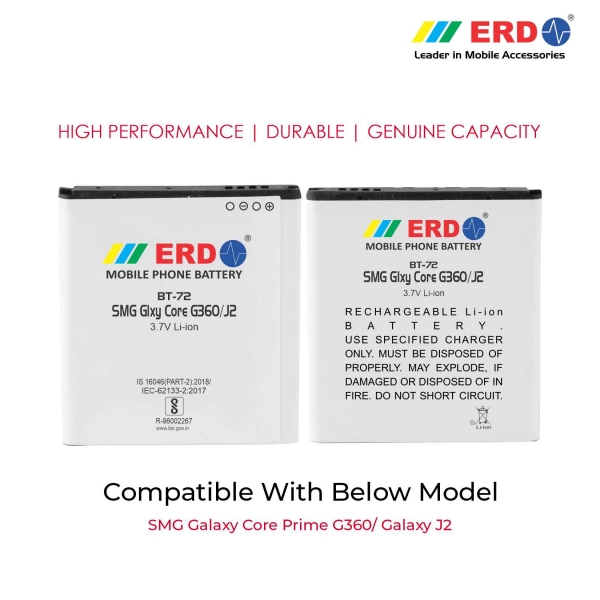 ERD®
Leader in Mobile Accessories
HIGH PERFORMANCE | DURABLE | GENUINE CAPACITY
ERD®
MOBILE PHONE BATTERY
BT-72
SMG Glxy Core G360/J2
3.7V Li-ion
IS 16046(PART-2):2018/
IEC-62133-2:2017
R-96002267
www.bis.gov.in
ERD®
MOBILE PHONE BATTERY
BT-72
SMG Glxy Core G360/J2
3.7V Li-ion
RECHARGEABLE Li-ion
BATTERY.
USE SPECIFIED CHARGER
ONLY. MUST BE DISPOSED OF
PROPERLY. MAY EXPLODE, IF
DAMAGED OR DISPOSED OF IN
FIRE. DO NOT SHORT CIRCUIT.
Li-ion
Compatible With Below Model
SMG Galaxy Core Prime G360/ Galaxy J2